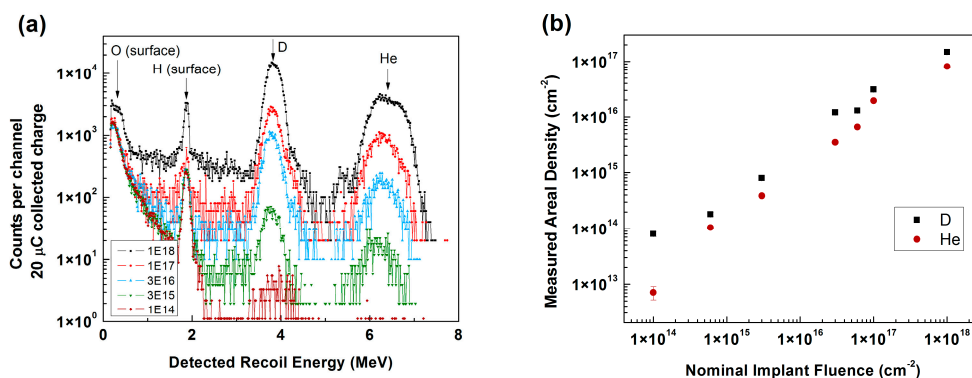 (a)
O (surface)
H (surface)
D
He
1×10⁴
1×10³
1×10²
1×10¹
1×10⁰
Counts per channel
20 μC collected charge
1E18
1E17
3E16
3E15
1E14
0 2 4 6 8
Detected Recoil Energy (MeV)
(b)
1×10¹⁷
1×10¹⁶
1×10¹⁵
1×10¹⁴
1×10¹³
Measured Areal Density (cm⁻²)
D
He
1×10¹⁴ 1×10¹⁵ 1×10¹⁶ 1×10¹⁷ 1×10¹⁸
Nominal Implant Fluence (cm⁻²)